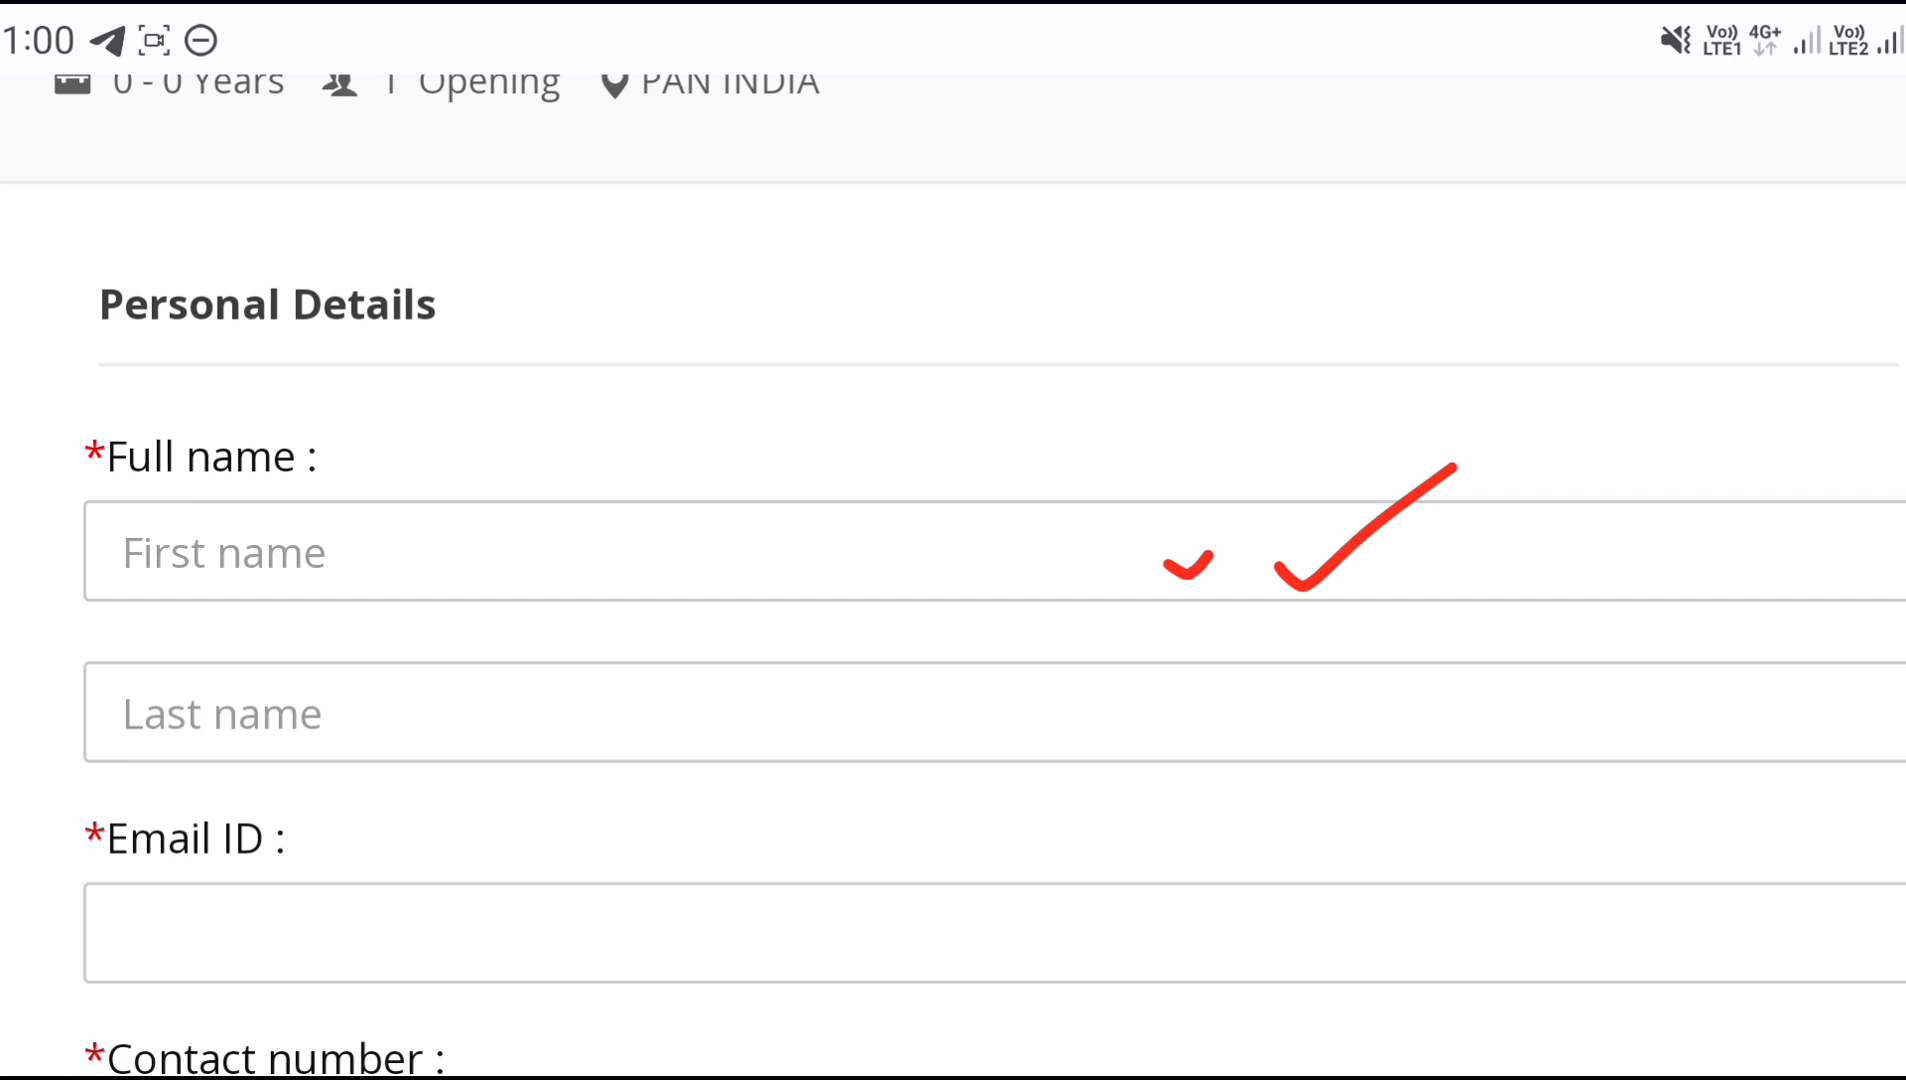 1:00 Vo)) LTE1 4G+ Vo)) LTE2
0 - 0 Years 1 Opening PAN INDIA
Personal Details
*Full name :
First name
Last name
*Email ID :
*Contact number :